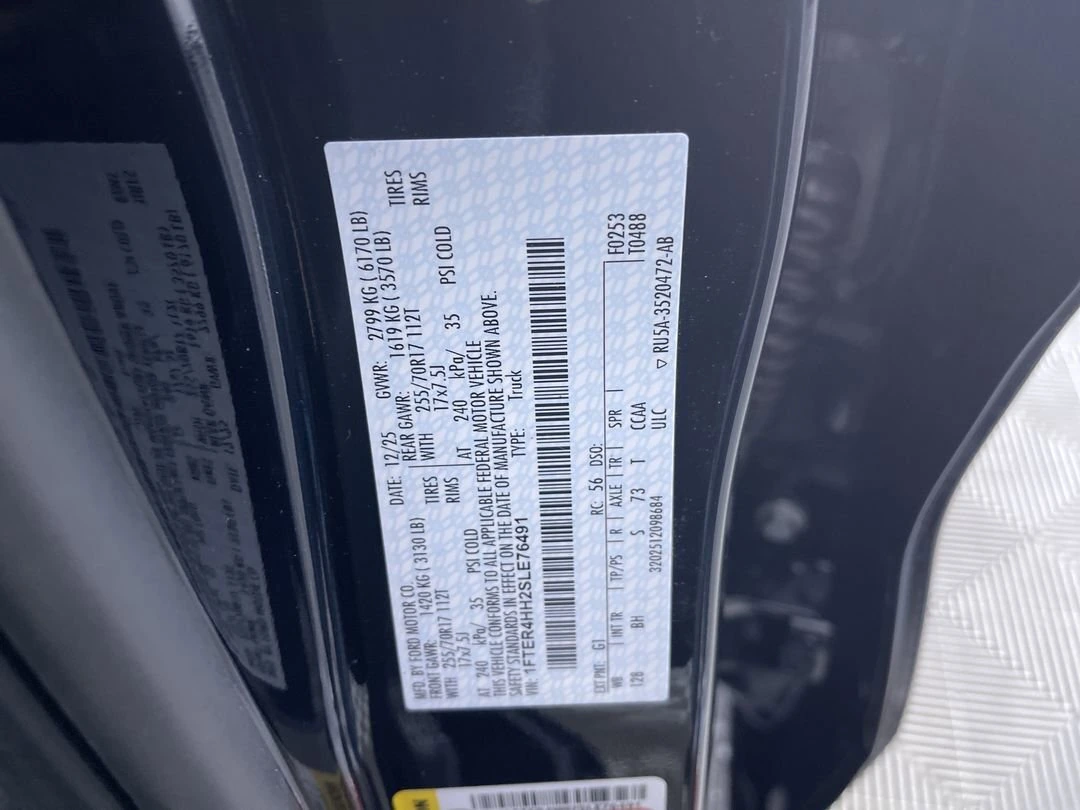 MFD. BY FORD MOTOR CO.
DATE: 12/25 GVWR: 2799 KG ( 6170 LB)
FRONT GAWR: 1420 KG ( 3130 LB) REAR GAWR: 1619 KG ( 3570 LB)
WITH 255/70R17 112T TIRES WITH 255/70R17 112T TIRES
17x7.5J RIMS 17x7.5J RIMS
AT 240 kPa/ 35 PSI COLD AT 240 kPa/ 35 PSI COLD
THIS VEHICLE CONFORMS TO ALL APPLICABLE FEDERAL MOTOR VEHICLE
SAFETY STANDARDS IN EFFECT ON THE DATE OF MANUFACTURE SHOWN ABOVE.
VIN: 1FTER4HH2SLE76491 TYPE: Truck
F0253
T0488
EXT PNT: G1 RC: 56 DSO:
WB INT TR TP/PS R AXLE TR SPR
128 BH S 73 T CCAA
3202512098684 ULC ▽ RU5A-3520472-AB